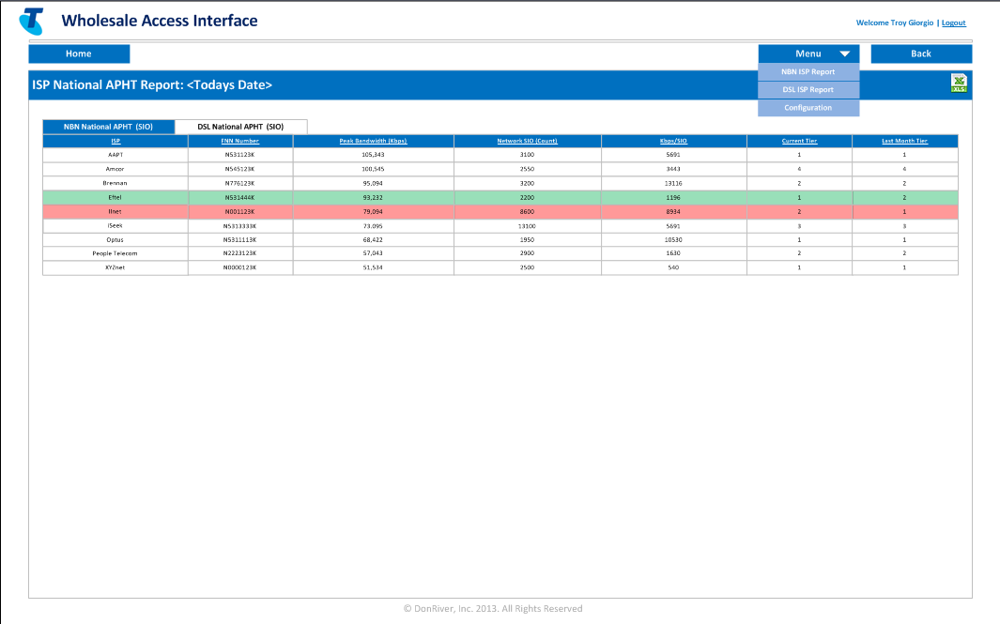 Wholesale Access Interface
Welcome Troy Giorgio | Logout
Home Menu Back
NBN ISP Report
DSL ISP Report
Configuration
ISP National APHT Report: <Todays Date>
XLS
NBN National APHT (SIO) DSL National APHT (SIO)
ISP FNN Number Peak Bandwidth (Kbps) Network SIO (Count) Kbps/SIO Current Tier Last Month Tier
AAPT N531123K 105,343 3100 5691 1 1
Amcor N545123K 100,545 2550 3443 4 4
Brennan N776123K 95,094 3200 13116 2 2
Eftel N531444K 93,232 2200 1196 1 2
IInet N001123K 79,094 8600 8934 2 1
iSeek N5313333K 73.095 13100 5691 3 3
Optus N5311113K 68,422 1950 10530 1 1
People Telecom N2223123K 57,043 2900 1630 2 2
XYZnet N0000123K 51,534 2500 540 1 1
© DonRiver, Inc. 2013. All Rights Reserved